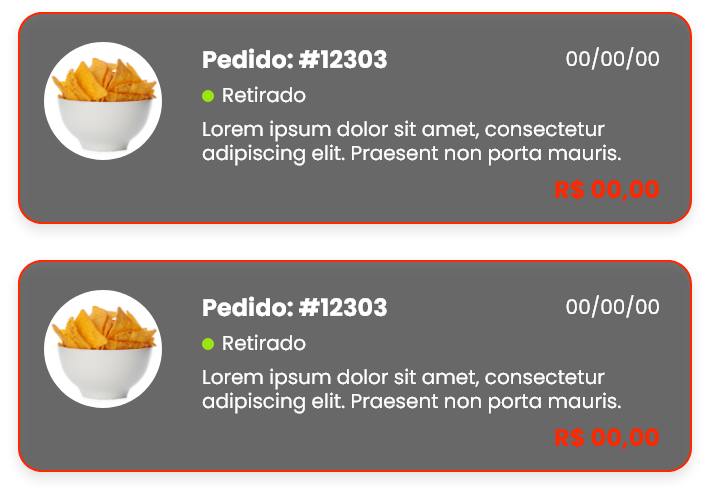 Pedido: #12303 00/00/00
Retirado
Lorem ipsum dolor sit amet, consectetur
adipiscing elit. Praesent non porta mauris.
R$ 00,00
Pedido: #12303 00/00/00
Retirado
Lorem ipsum dolor sit amet, consectetur
adipiscing elit. Praesent non porta mauris.
R$ 00,00